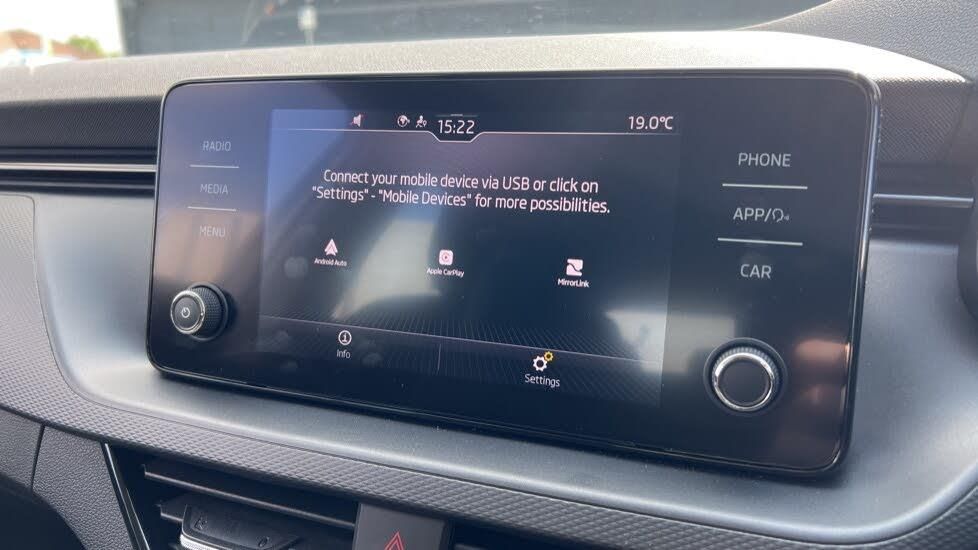 15:22
19.0°C
RADIO
MEDIA
MENU
Connect your mobile device via USB or click on
"Settings" - "Mobile Devices" for more possibilities.
Android Auto
Apple CarPlay
MirrorLink
Info
Settings
PHONE
APP/
CAR